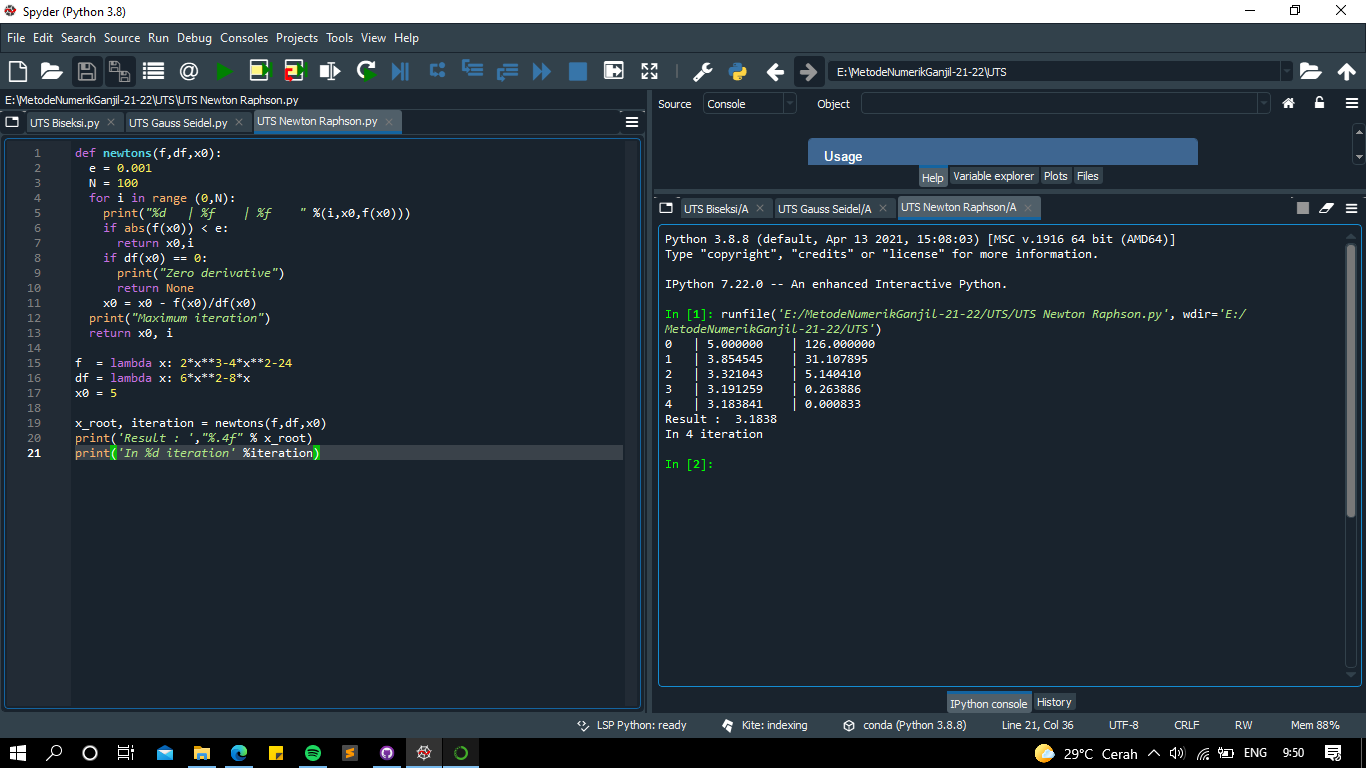 Spyder (Python 3.8)
File Edit Search Source Run Debug Consoles Projects Tools View Help
E:\MetodeNumerikGanjil-21-22\UTS
E:\MetodeNumerikGanjil-21-22\UTS\UTS Newton Raphson.py
UTS Biseksi.py UTS Gauss Seidel.py UTS Newton Raphson.py
1 def newtons(f,df,x0):
2 e = 0.001
3 N = 100
4 for i in range (0,N):
5 print("%d   | %f    | %f    " %(i,x0,f(x0)))
6 if abs(f(x0)) < e:
7 return x0,i
8 if df(x0) == 0:
9 print("Zero derivative")
10 return None
11 x0 = x0 - f(x0)/df(x0)
12 print("Maximum iteration")
13 return x0, i
14
15 f  = lambda x: 2*x**3-4*x**2-24
16 df = lambda x: 6*x**2-8*x
17 x0 = 5
18
19 x_root, iteration = newtons(f,df,x0)
20 print('Result : ',"%.4f" % x_root)
21 print('In %d iteration' %iteration)
Source Console Object
Usage
Help Variable explorer Plots Files
UTS Biseksi/A UTS Gauss Seidel/A UTS Newton Raphson/A
Python 3.8.8 (default, Apr 13 2021, 15:08:03) [MSC v.1916 64 bit (AMD64)]
Type "copyright", "credits" or "license" for more information.
IPython 7.22.0 -- An enhanced Interactive Python.
In [1]: runfile('E:/MetodeNumerikGanjil-21-22/UTS/UTS Newton Raphson.py', wdir='E:/
MetodeNumerikGanjil-21-22/UTS')
0   | 5.000000    | 126.000000
1   | 3.854545    | 31.107895
2   | 3.321043    | 5.140410
3   | 3.191259    | 0.263886
4   | 3.183841    | 0.000833
Result :  3.1838
In 4 iteration
In [2]:
IPython console History
LSP Python: ready Kite: indexing conda (Python 3.8.8) Line 21, Col 36 UTF-8 CRLF RW Mem 88%
29°C Cerah ENG 9:50